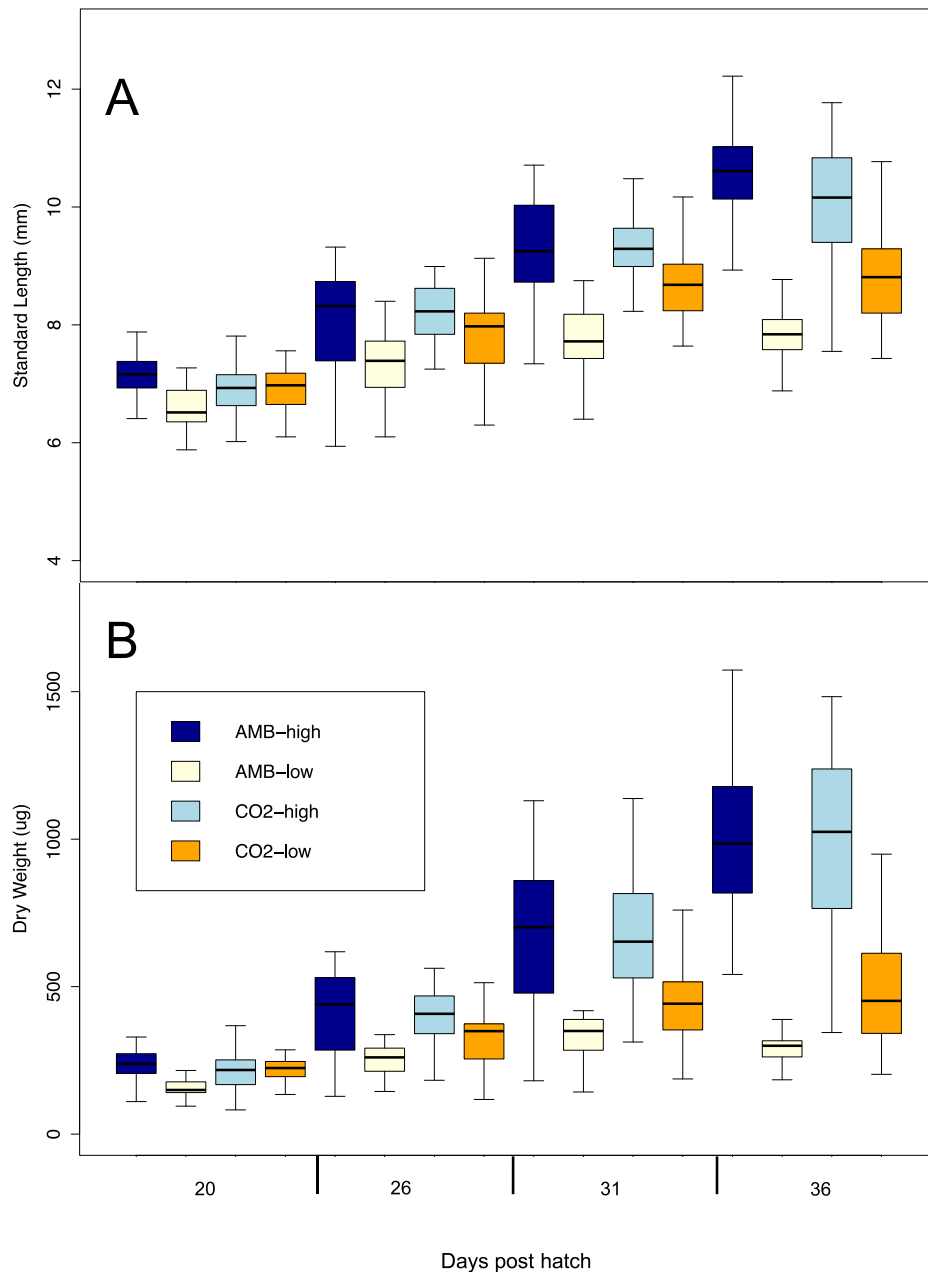 A
12
10
8
6
4
Standard Length (mm)
B
1500
1000
500
0
Dry Weight (ug)
AMB−high
AMB−low
CO2−high
CO2−low
20 26 31 36
Days post hatch